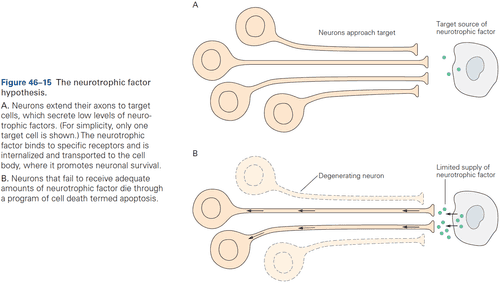 Figure 46–15 The neurotrophic factor
hypothesis.
A. Neurons extend their axons to target
cells, which secrete low levels of neuro-
trophic factors. (For simplicity, only one
target cell is shown.) The neurotrophic
factor binds to specific receptors and is
internalized and transported to the cell
body, where it promotes neuronal survival.
B. Neurons that fail to receive adequate
amounts of neurotrophic factor die through
a program of cell death termed apoptosis.
A
Neurons approach target
Target source of
neurotrophic factor
B
Degenerating neuron
Limited supply of
neurotrophic factor